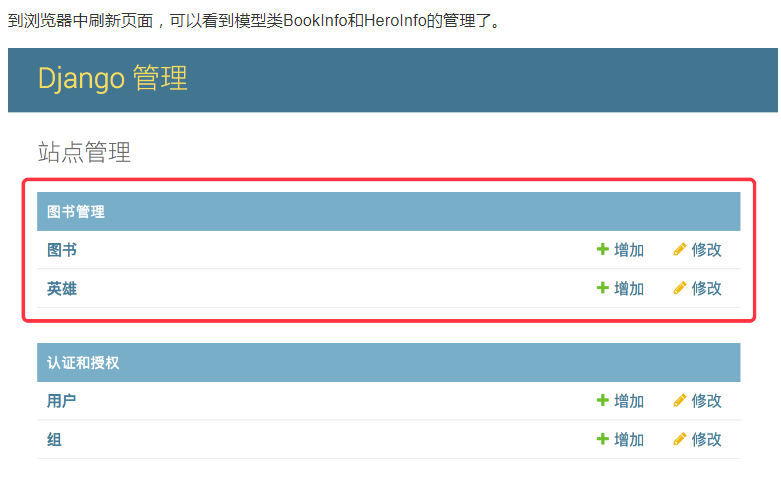 到浏览器中刷新页面，可以看到模型类BookInfo和HeroInfo的管理了。
Django 管理
站点管理
图书管理
图书 增加 修改
英雄 增加 修改
认证和授权
用户 增加 修改
组 增加 修改